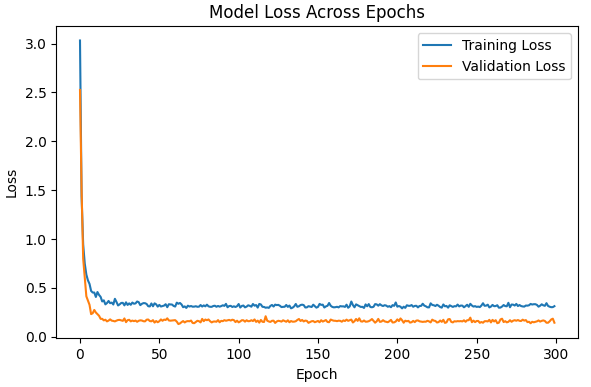 Model Loss Across Epochs
Training Loss
Validation Loss
Loss
3.0
2.5
2.0
1.5
1.0
0.5
0.0
0 50 100 150 200 250 300
Epoch